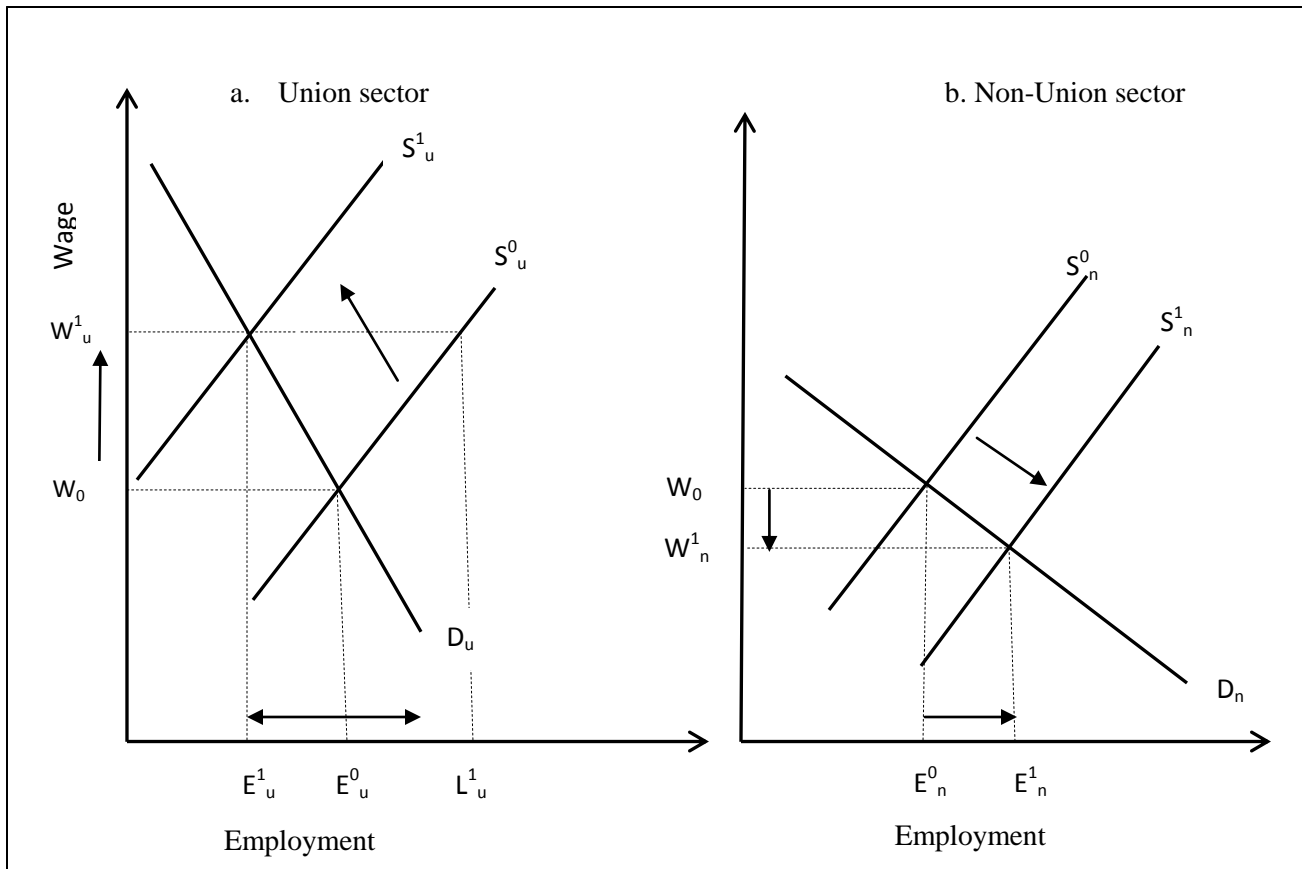 a. Union sector
Wage
S¹ᵤ
S⁰ᵤ
W¹ᵤ
W₀
Dᵤ
E¹ᵤ E⁰ᵤ L¹ᵤ
Employment
b. Non-Union sector
S⁰ₙ
S¹ₙ
W₀
W¹ₙ
Dₙ
E⁰ₙ E¹ₙ
Employment